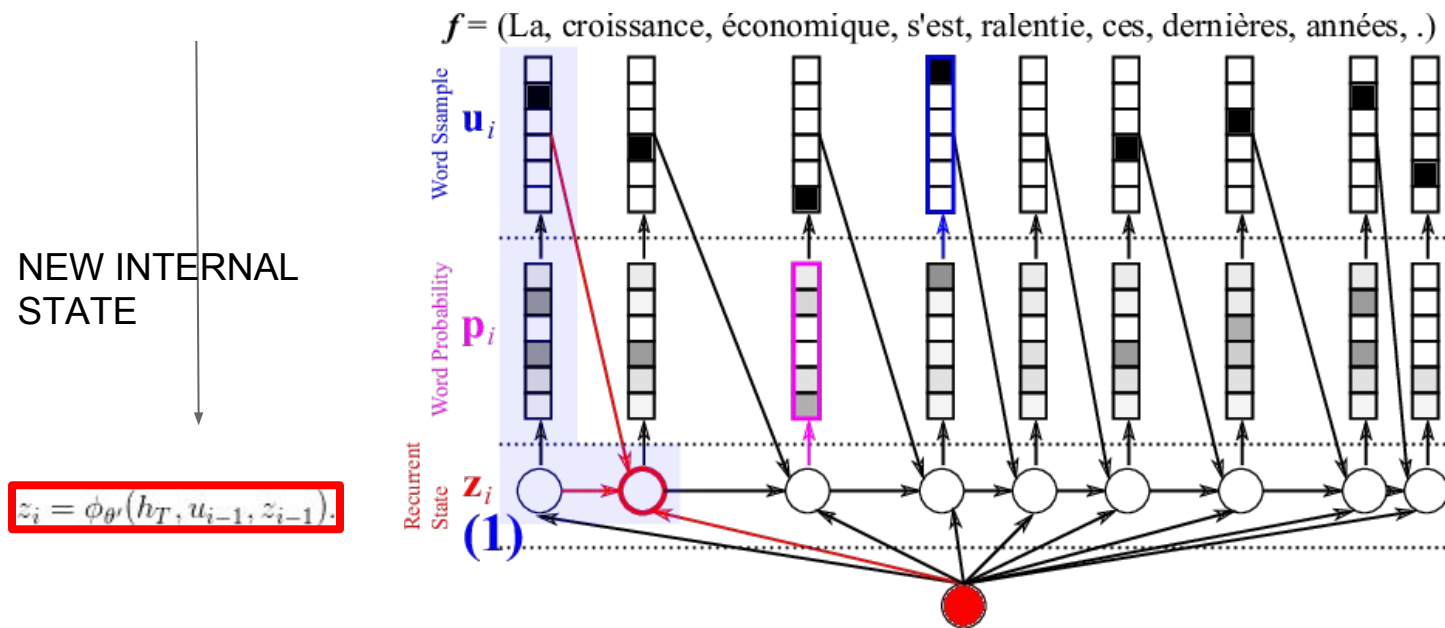 f = (La, croissance, économique, s'est, ralentie, ces, dernières, années, .)
Word Ssample
u_i
NEW INTERNAL
STATE
Word Probability
p_i
Recurrent
State
z_i
(1)
z_i = ϕ_θ'(h_T, u_{i−1}, z_{i−1}).